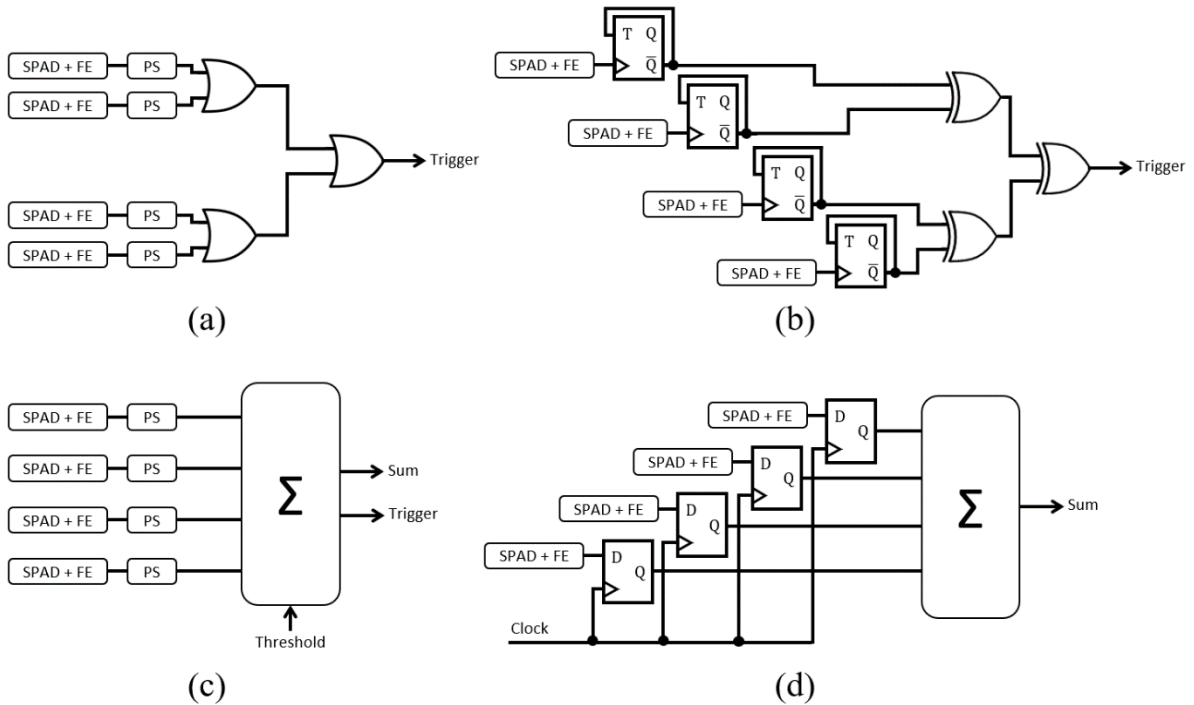 SPAD + FE PS
SPAD + FE PS
Trigger
SPAD + FE PS
SPAD + FE PS
(a)
T Q
SPAD + FE Q̅
T Q
SPAD + FE Q̅
T Q
SPAD + FE Q̅
T Q
SPAD + FE Q̅
Trigger
(b)
SPAD + FE PS
SPAD + FE PS
SPAD + FE PS
SPAD + FE PS
Σ
Sum
Trigger
Threshold
(c)
SPAD + FE D
Q
SPAD + FE D
Q
SPAD + FE D
Q
SPAD + FE D
Q
Clock
Σ
Sum
(d)